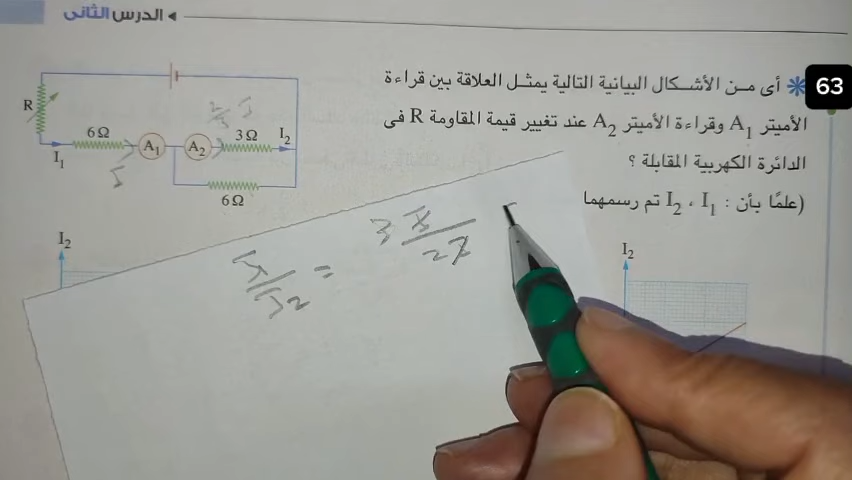 الدرس الثانى
63
أى من الأشكال البيانية التالية يمثل العلاقة بين قراءة
الأميتر A1 وقراءة الأميتر A2 عند تغيير قيمة المقاومة R فى
الدائرة الكهربية المقابلة ؟
(علمًا بأن : I1 ، I2 تم رسمهما
R
6Ω
A1
A2
3Ω
I2
I1
6Ω
I2
I2